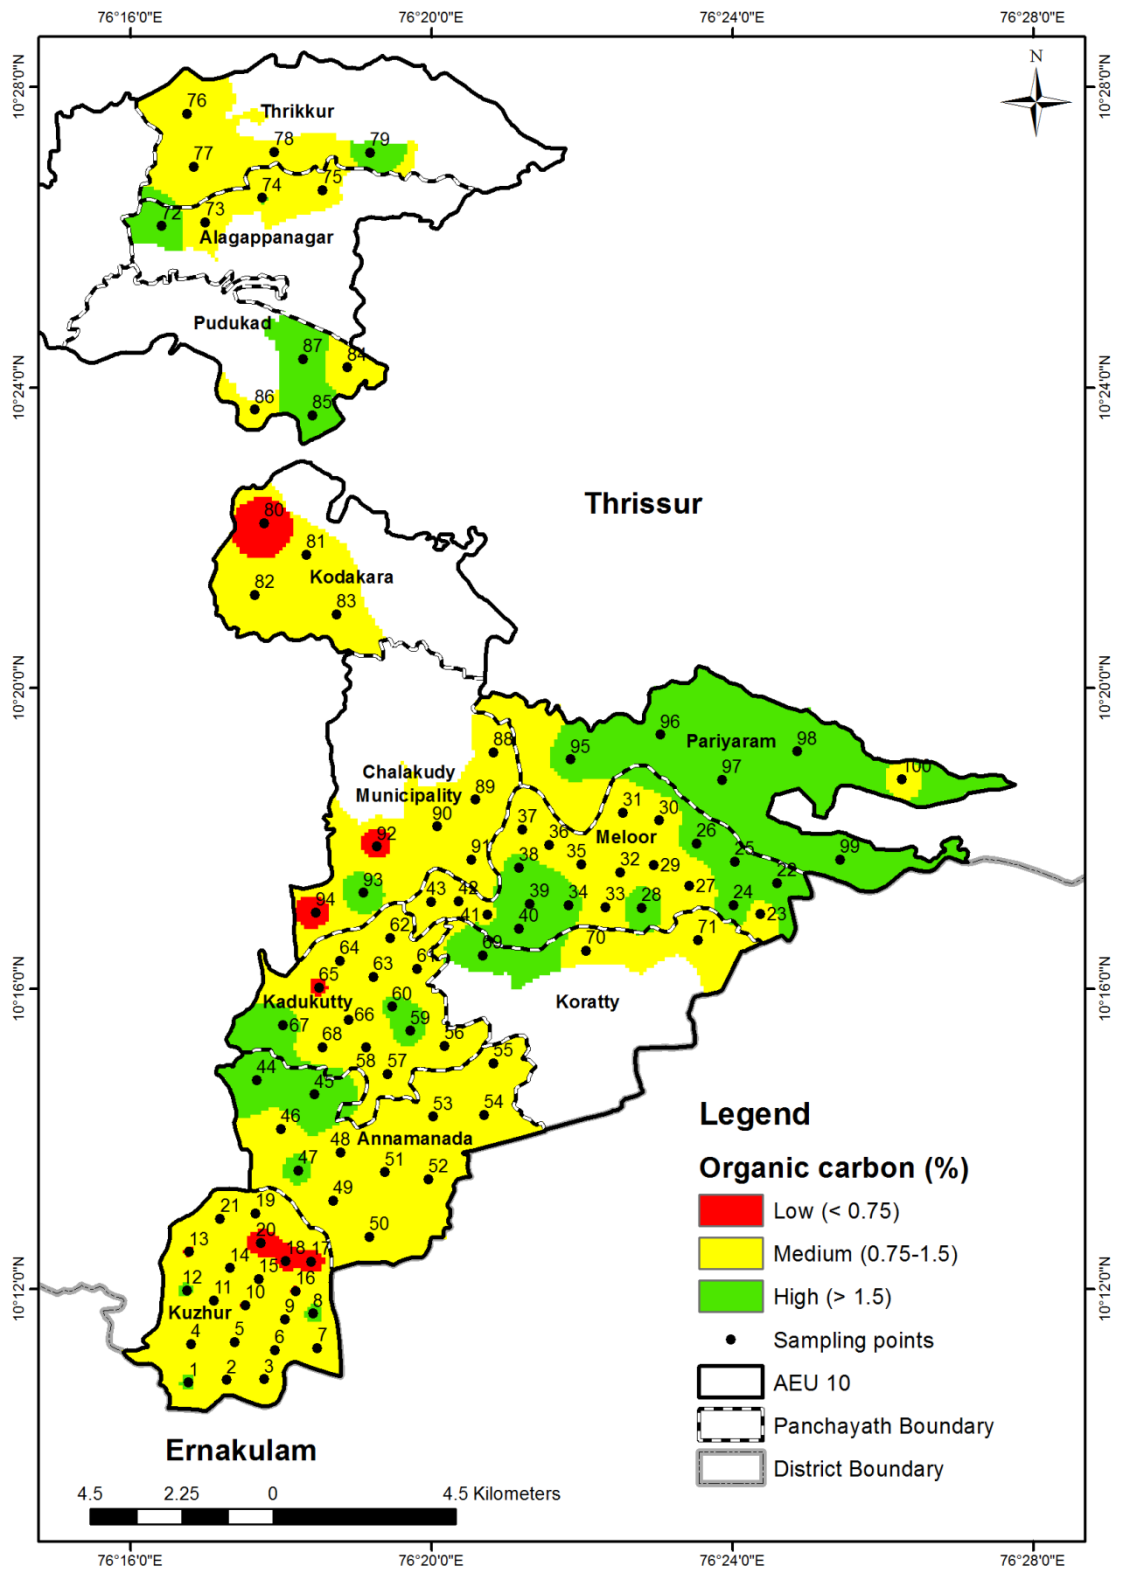 76°16'0"E 76°20'0"E 76°24'0"E 76°28'0"E
10°28'0"N 10°28'0"N
N
76
Thrikkur
78 79
77
75
74
72 73
Alagappanagar
Pudukad
87 84
10°24'0"N 10°24'0"N
86 85
Thrissur
80
81
Kodakara
82
83
10°20'0"N 10°20'0"N
96
Pariyaram
88 95 98
97 100
Chalakudy
Municipality
89
31 30
90 37
Meloor
92 36 26
91 38 35 32 29 25 99
93 43 42 39 34 33 28 27 24 22
94 41 40 23
62 69 70 71
64 63 61
10°16'0"N 10°16'0"N
65
Kadukutty
Koratty
60
67 66 59
68 58 57 56 55
44 45
46 53 54
48
Annamanada
47 51 52
49
50
21 19
20
13 14 18 17
15
12 11 10 16
10°12'0"N 10°12'0"N
Kuzhur
9 8
4 5 6 7
1 2 3
Ernakulam
Legend
Organic carbon (%)
Low (< 0.75)
Medium (0.75-1.5)
High (> 1.5)
Sampling points
AEU 10
Panchayath Boundary
District Boundary
4.5 2.25 0 4.5 Kilometers
76°16'0"E 76°20'0"E 76°24'0"E 76°28'0"E